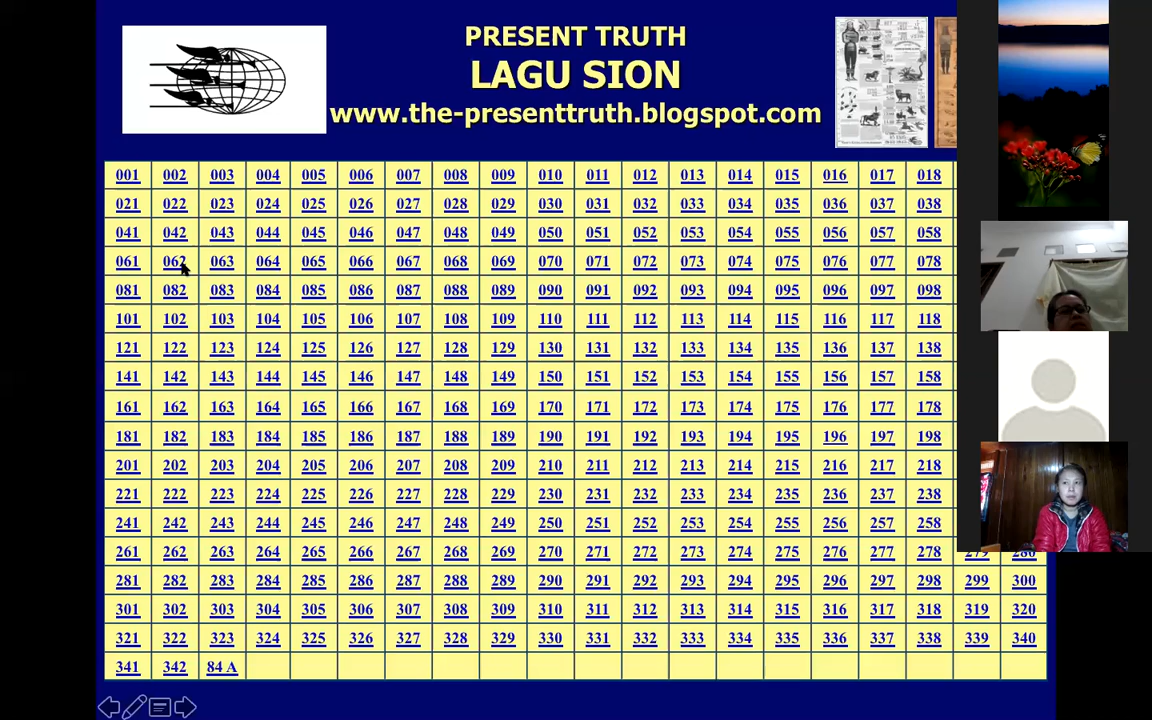 PRESENT TRUTH
LAGU SION
www.the-presenttruth.blogspot.com
001 002 003 004 005 006 007 008 009 010 011 012 013 014 015 016 017 018
021 022 023 024 025 026 027 028 029 030 031 032 033 034 035 036 037 038
041 042 043 044 045 046 047 048 049 050 051 052 053 054 055 056 057 058
061 062 063 064 065 066 067 068 069 070 071 072 073 074 075 076 077 078
081 082 083 084 085 086 087 088 089 090 091 092 093 094 095 096 097 098
101 102 103 104 105 106 107 108 109 110 111 112 113 114 115 116 117 118
121 122 123 124 125 126 127 128 129 130 131 132 133 134 135 136 137 138
141 142 143 144 145 146 147 148 149 150 151 152 153 154 155 156 157 158
161 162 163 164 165 166 167 168 169 170 171 172 173 174 175 176 177 178
181 182 183 184 185 186 187 188 189 190 191 192 193 194 195 196 197 198
201 202 203 204 205 206 207 208 209 210 211 212 213 214 215 216 217 218
221 222 223 224 225 226 227 228 229 230 231 232 233 234 235 236 237 238
241 242 243 244 245 246 247 248 249 250 251 252 253 254 255 256 257 258
261 262 263 264 265 266 267 268 269 270 271 272 273 274 275 276 277 278 279 280
281 282 283 284 285 286 287 288 289 290 291 292 293 294 295 296 297 298 299 300
301 302 303 304 305 306 307 308 309 310 311 312 313 314 315 316 317 318 319 320
321 322 323 324 325 326 327 328 329 330 331 332 333 334 335 336 337 338 339 340
341 342 84 A